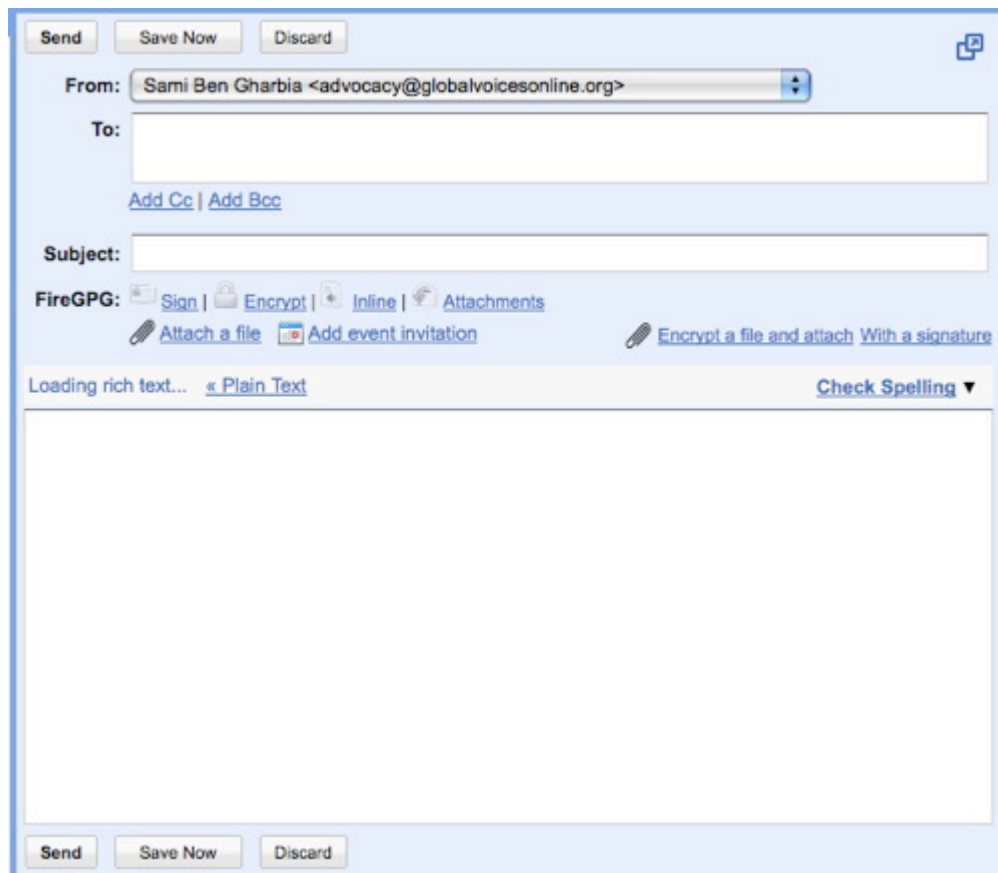 Send Save Now Discard
From: Sami Ben Gharbia <advocacy@globalvoicesonline.org>
To:
Add Cc | Add Bcc
Subject:
FireGPG: Sign | Encrypt | Inline | Attachments
Attach a file Add event invitation Encrypt a file and attach With a signature
Loading rich text... « Plain Text Check Spelling ▼
Send Save Now Discard